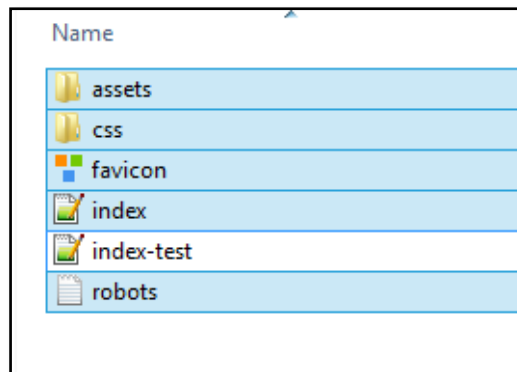 Name
assets
css
favicon
index
index-test
robots